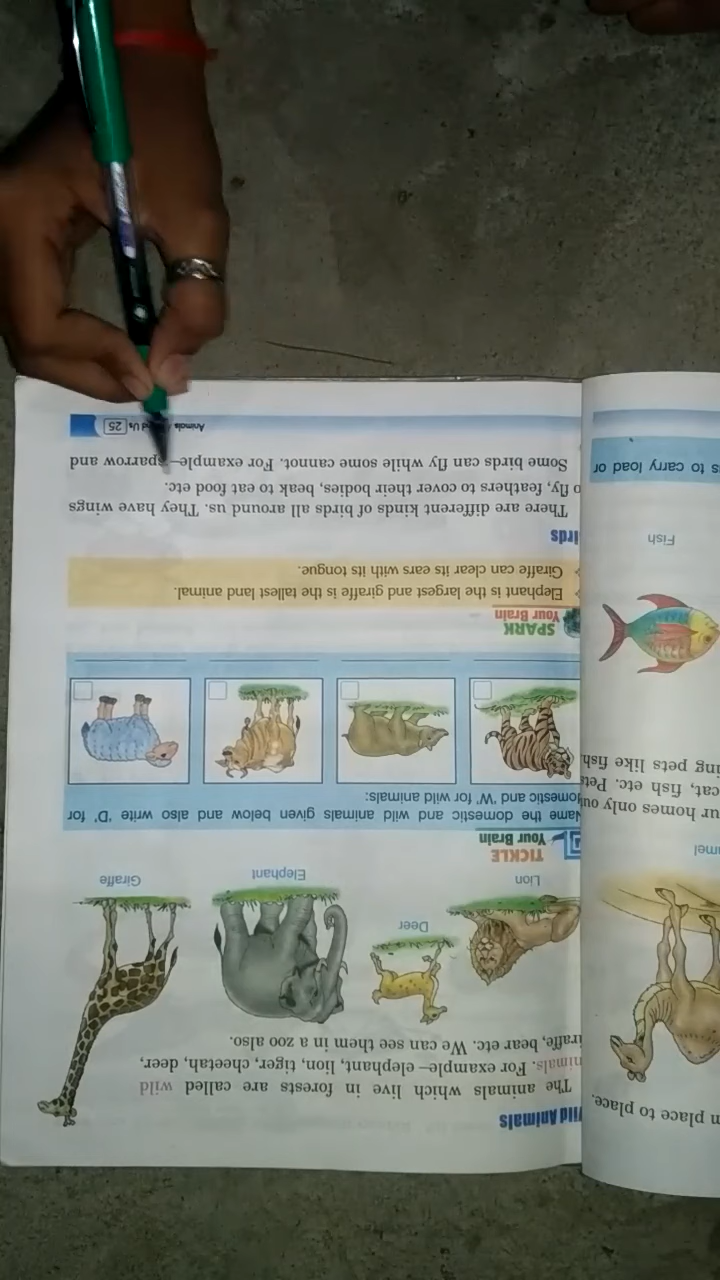 m place to place.
mel
ur homes only ou
cat, fish etc. Pets
ing pets like fish
Fish
s to carry load or
Wild Animals
The animals which live in forests are called wild
nimals. For example– elephant, lion, tiger, cheetah, deer,
iraffe, bear etc. We can see them in a zoo also.
Lion
Deer
Elephant
Giraffe
TICKLE
Your Brain
Name the domestic and wild animals given below and also write 'D' for
domestic and 'W' for wild animals:
SPARK
Your Brain
Elephant is the largest and giraffe is the tallest land animal.
Giraffe can clear its ears with its tongue.
irds
There are different kinds of birds all around us. They have wings
o fly, feathers to cover their bodies, beak to eat food etc.
Some birds can fly while some cannot. For example– sparrow and
Animals Us 25